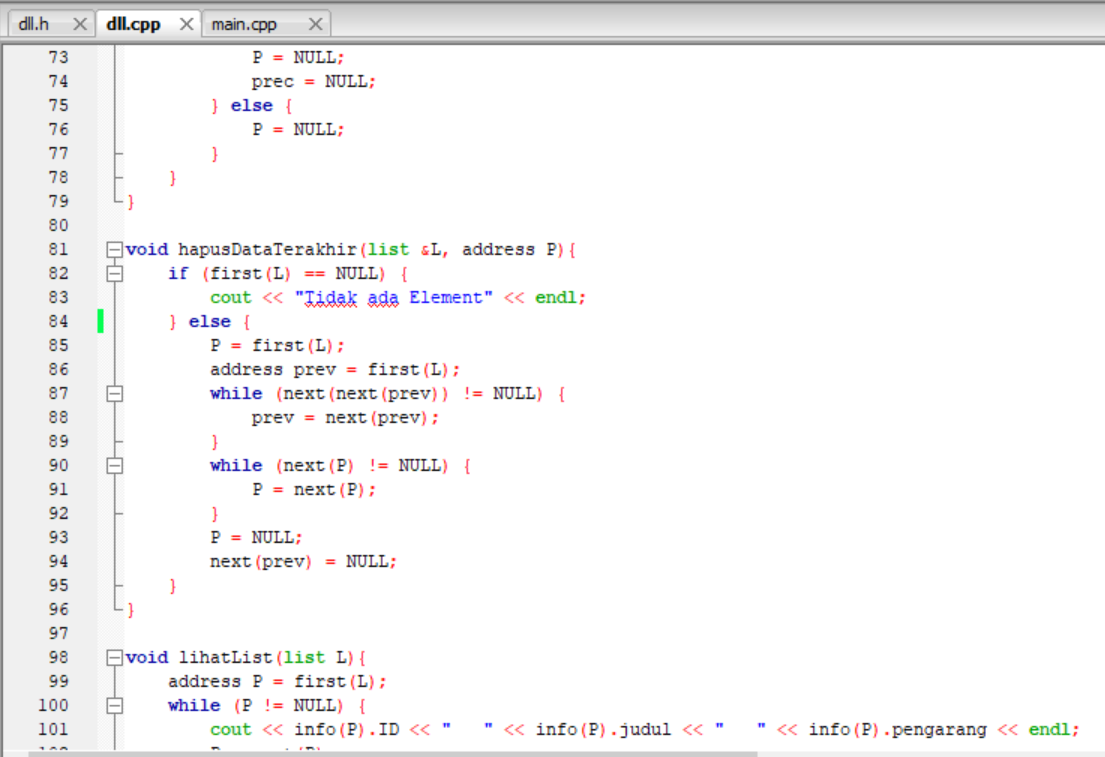 dll.h dll.cpp main.cpp
73 P = NULL;
74 prec = NULL;
75 } else {
76 P = NULL;
77 }
78 }
79 }
80
81 void hapusDataTerakhir(list &L, address P){
82 if (first(L) == NULL) {
83 cout << "Tidak ada Element" << endl;
84 } else {
85 P = first(L);
86 address prev = first(L);
87 while (next(next(prev)) != NULL) {
88 prev = next(prev);
89 }
90 while (next(P) != NULL) {
91 P = next(P);
92 }
93 P = NULL;
94 next(prev) = NULL;
95 }
96 }
97
98 void lihatList(list L){
99 address P = first(L);
100 while (P != NULL) {
101 cout << info(P).ID << "   " << info(P).judul << "   " << info(P).pengarang << endl;